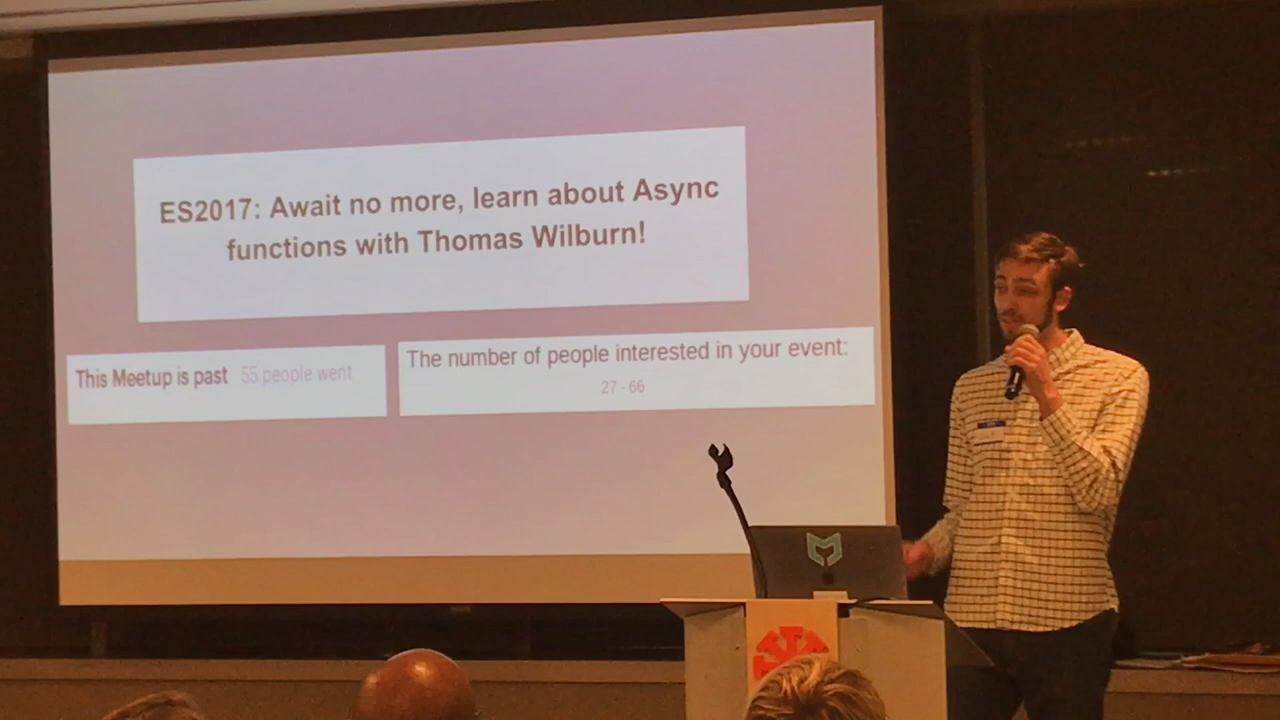 ES2017: Await no more, learn about Async
functions with Thomas Wilburn!
This Meetup is past 55 people went
The number of people interested in your event:
27 - 66